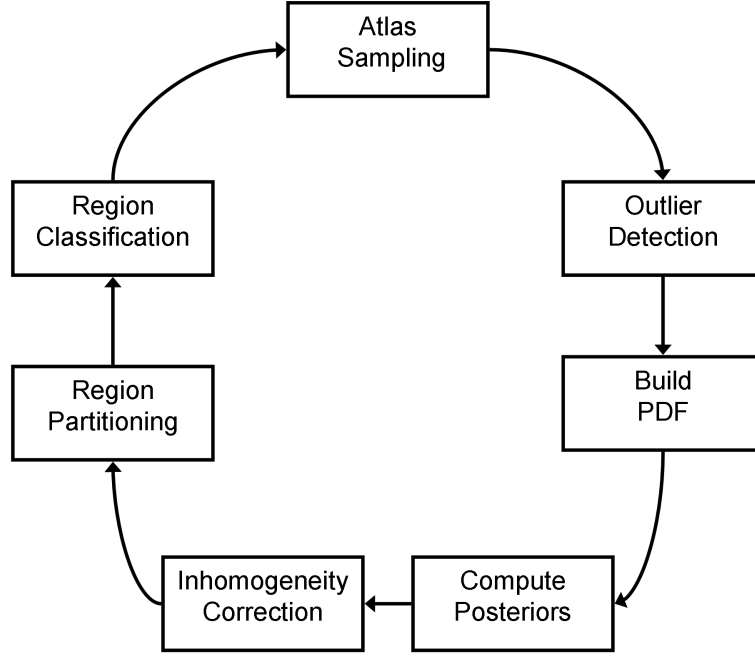 Atlas
Sampling
Outlier
Detection
Build
PDF
Compute
Posteriors
Inhomogeneity
Correction
Region
Partitioning
Region
Classification